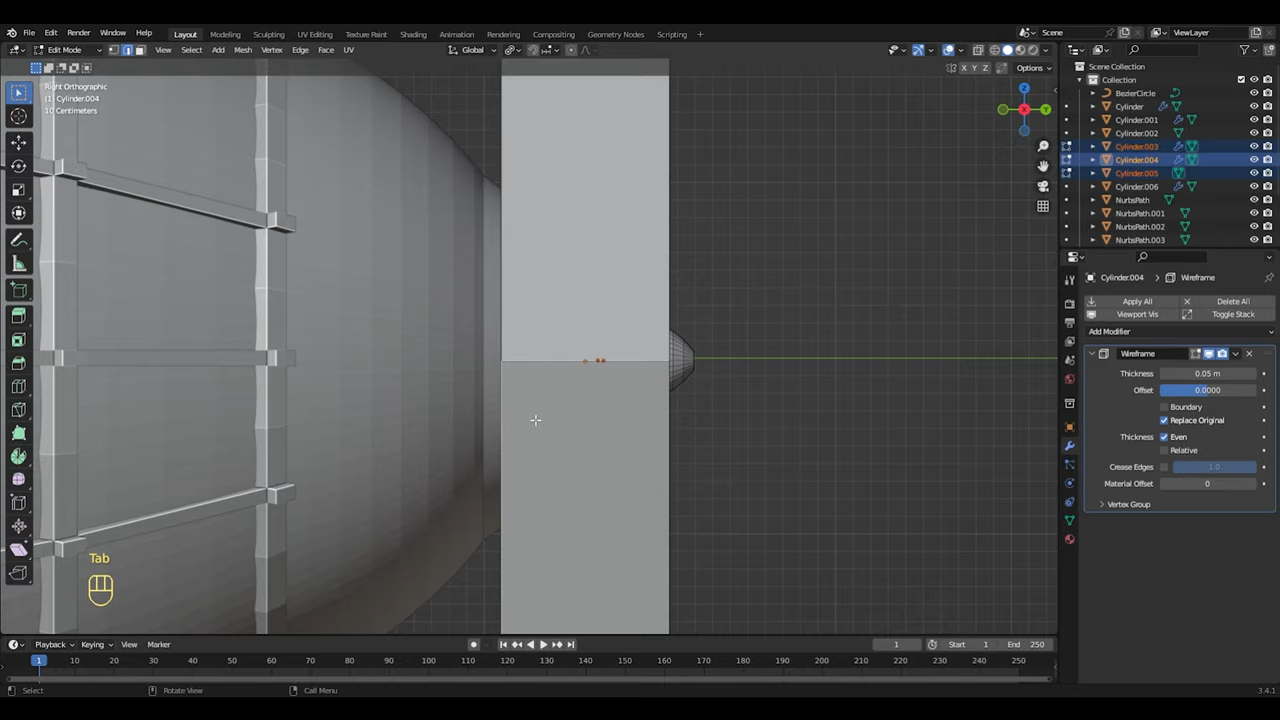 File Edit Render Window Help Layout Modeling Sculpting UV Editing Texture Paint Shading Animation Rendering Compositing Geometry Nodes Scripting + Scene ViewLayer
Edit Mode View Select Add Mesh Vertex Edge Face UV Global
X Y Z Options
Right Orthographic
(1) Cylinder.004
10 Centimeters
Z
Y
X
Tab
Scene Collection
Collection
BezierCircle
Cylinder
Cylinder.001
Cylinder.002
Cylinder.003
Cylinder.004
Cylinder.005
Cylinder.006
NurbsPath
NurbsPath.001
NurbsPath.002
NurbsPath.003
Cylinder.004 > Wireframe
Apply All Delete All
Viewport Vis Toggle Stack
Add Modifier
Wireframe
Thickness 0.05 m
Offset 0.0000
Boundary
Replace Original
Thickness Even
Relative
Crease Edges 1.0
Material Offset 0
Vertex Group
Playback Keying View Marker 1 Start 1 End 250
1 10 20 30 40 50 60 70 80 90 100 110 120 130 140 150 160 170 180 190 200 210 220 230 240 250
Select Rotate View Call Menu 3.4.1